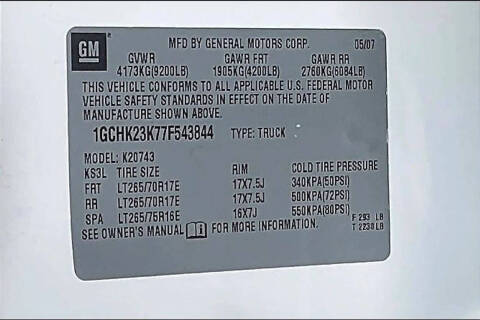 GM MFD BY GENERAL MOTORS CORP. 05/07
GVWR GAWR FRT GAWR RR
4173KG(9200LB) 1905KG(4200LB) 2760KG(6084LB)
THIS VEHICLE CONFORMS TO ALL APPLICABLE U.S. FEDERAL MOTOR
VEHICLE SAFETY STANDARDS IN EFFECT ON THE DATE OF
MANUFACTURE SHOWN ABOVE.
1GCHK23K77F543844 TYPE: TRUCK
MODEL: K20743
KS3L TIRE SIZE RIM COLD TIRE PRESSURE
FRT LT265/70R17E 17X7.5J 340KPA(50PSI)
RR LT265/70R17E 17X7.5J 500KPA(72PSI)
SPA LT265/75R16E 16X7J 550KPA(80PSI)
SEE OWNER'S MANUAL FOR MORE INFORMATION.
F 293 LB
T 2238 LB